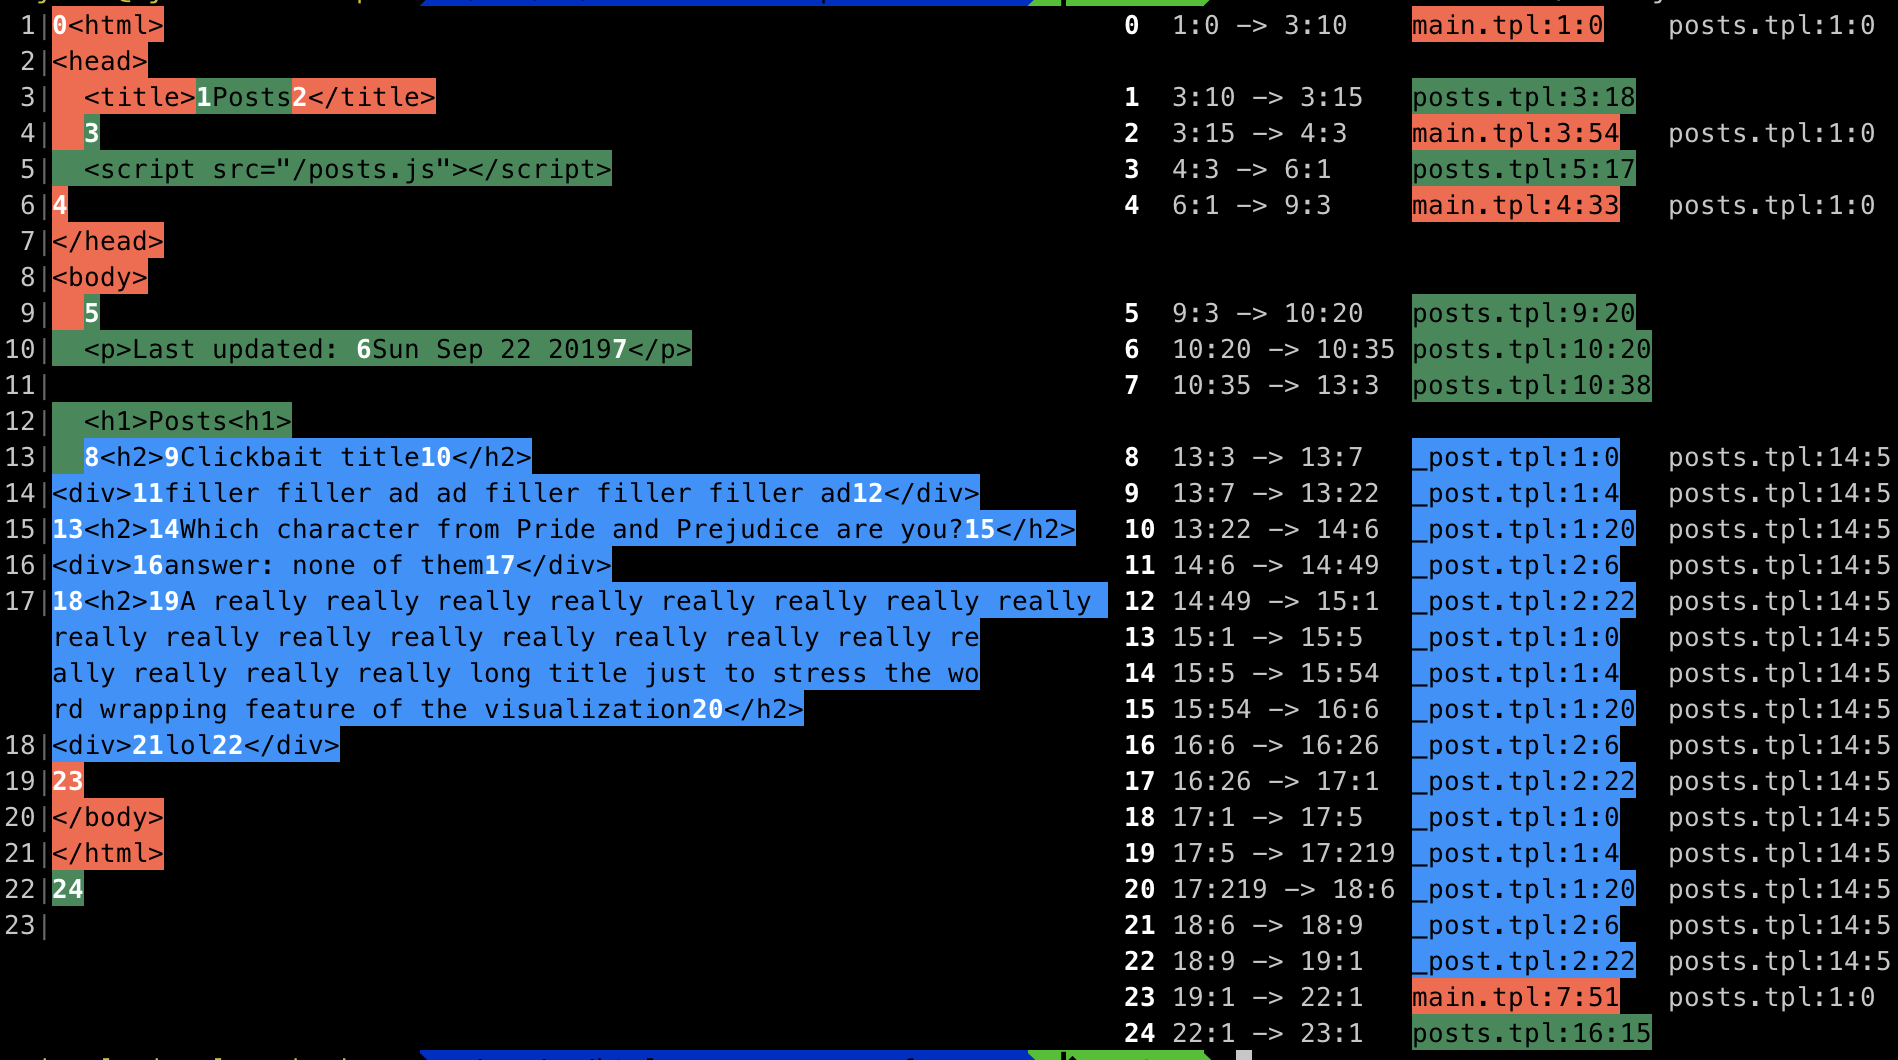 1|0<html>
2|<head>
3|  <title>1Posts2</title>
4|  3
5|  <script src="/posts.js"></script>
6|4
7|</head>
8|<body>
9|  5
10|  <p>Last updated: 6Sun Sep 22 20197</p>
11|
12|  <h1>Posts<h1>
13|  8<h2>9Clickbait title10</h2>
14|<div>11filler filler ad ad filler filler filler ad12</div>
15|13<h2>14Which character from Pride and Prejudice are you?15</h2>
16|<div>16answer: none of them17</div>
17|18<h2>19A really really really really really really really really
really really really really really really really really re
ally really really really long title just to stress the wo
rd wrapping feature of the visualization20</h2>
18|<div>21lol22</div>
19|23
20|</body>
21|</html>
22|24
23|
0 1:0 -> 3:10 main.tpl:1:0 posts.tpl:1:0
1 3:10 -> 3:15 posts.tpl:3:18
2 3:15 -> 4:3 main.tpl:3:54 posts.tpl:1:0
3 4:3 -> 6:1 posts.tpl:5:17
4 6:1 -> 9:3 main.tpl:4:33 posts.tpl:1:0
5 9:3 -> 10:20 posts.tpl:9:20
6 10:20 -> 10:35 posts.tpl:10:20
7 10:35 -> 13:3 posts.tpl:10:38
8 13:3 -> 13:7 _post.tpl:1:0 posts.tpl:14:5
9 13:7 -> 13:22 _post.tpl:1:4 posts.tpl:14:5
10 13:22 -> 14:6 _post.tpl:1:20 posts.tpl:14:5
11 14:6 -> 14:49 _post.tpl:2:6 posts.tpl:14:5
12 14:49 -> 15:1 _post.tpl:2:22 posts.tpl:14:5
13 15:1 -> 15:5 _post.tpl:1:0 posts.tpl:14:5
14 15:5 -> 15:54 _post.tpl:1:4 posts.tpl:14:5
15 15:54 -> 16:6 _post.tpl:1:20 posts.tpl:14:5
16 16:6 -> 16:26 _post.tpl:2:6 posts.tpl:14:5
17 16:26 -> 17:1 _post.tpl:2:22 posts.tpl:14:5
18 17:1 -> 17:5 _post.tpl:1:0 posts.tpl:14:5
19 17:5 -> 17:219 _post.tpl:1:4 posts.tpl:14:5
20 17:219 -> 18:6 _post.tpl:1:20 posts.tpl:14:5
21 18:6 -> 18:9 _post.tpl:2:6 posts.tpl:14:5
22 18:9 -> 19:1 _post.tpl:2:22 posts.tpl:14:5
23 19:1 -> 22:1 main.tpl:7:51 posts.tpl:1:0
24 22:1 -> 23:1 posts.tpl:16:15